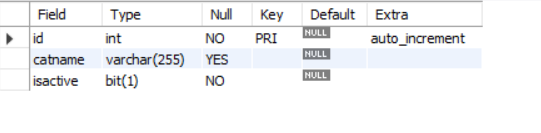 Field Type Null Key Default Extra
id int NO PRI NULL auto_increment
catname varchar(255) YES NULL
isactive bit(1) NO NULL